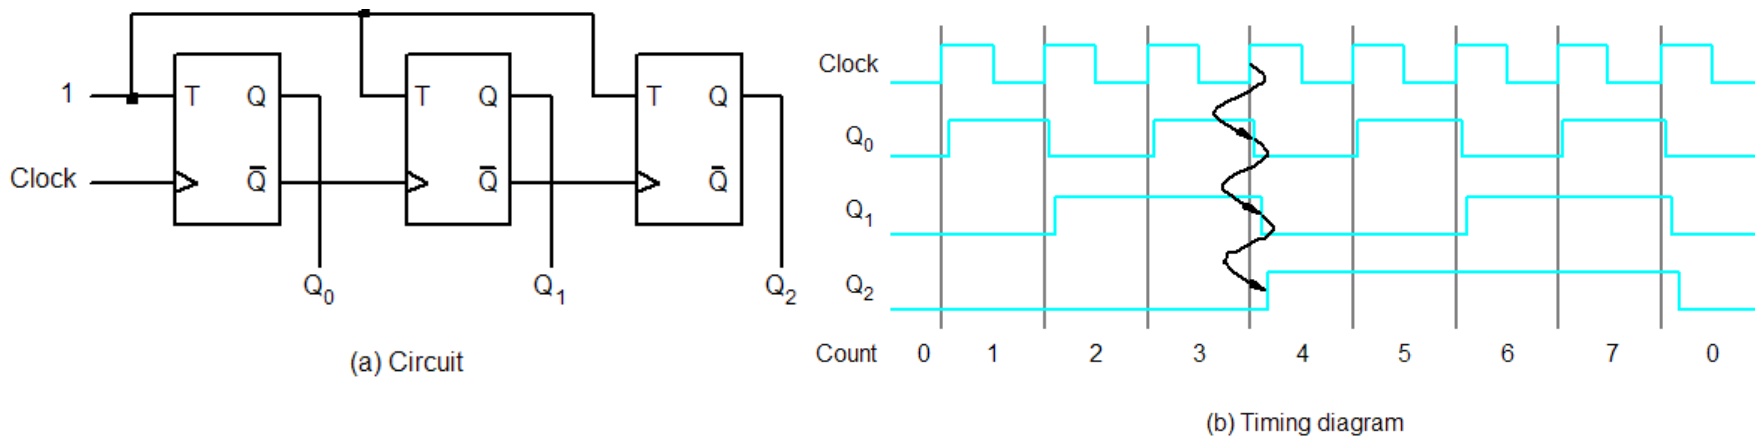 1 T Q T Q T Q
Clock Q̅ Q̅ Q̅
Q0 Q1 Q2
(a) Circuit
Clock
Q0
Q1
Q2
Count 0 1 2 3 4 5 6 7 0
(b) Timing diagram